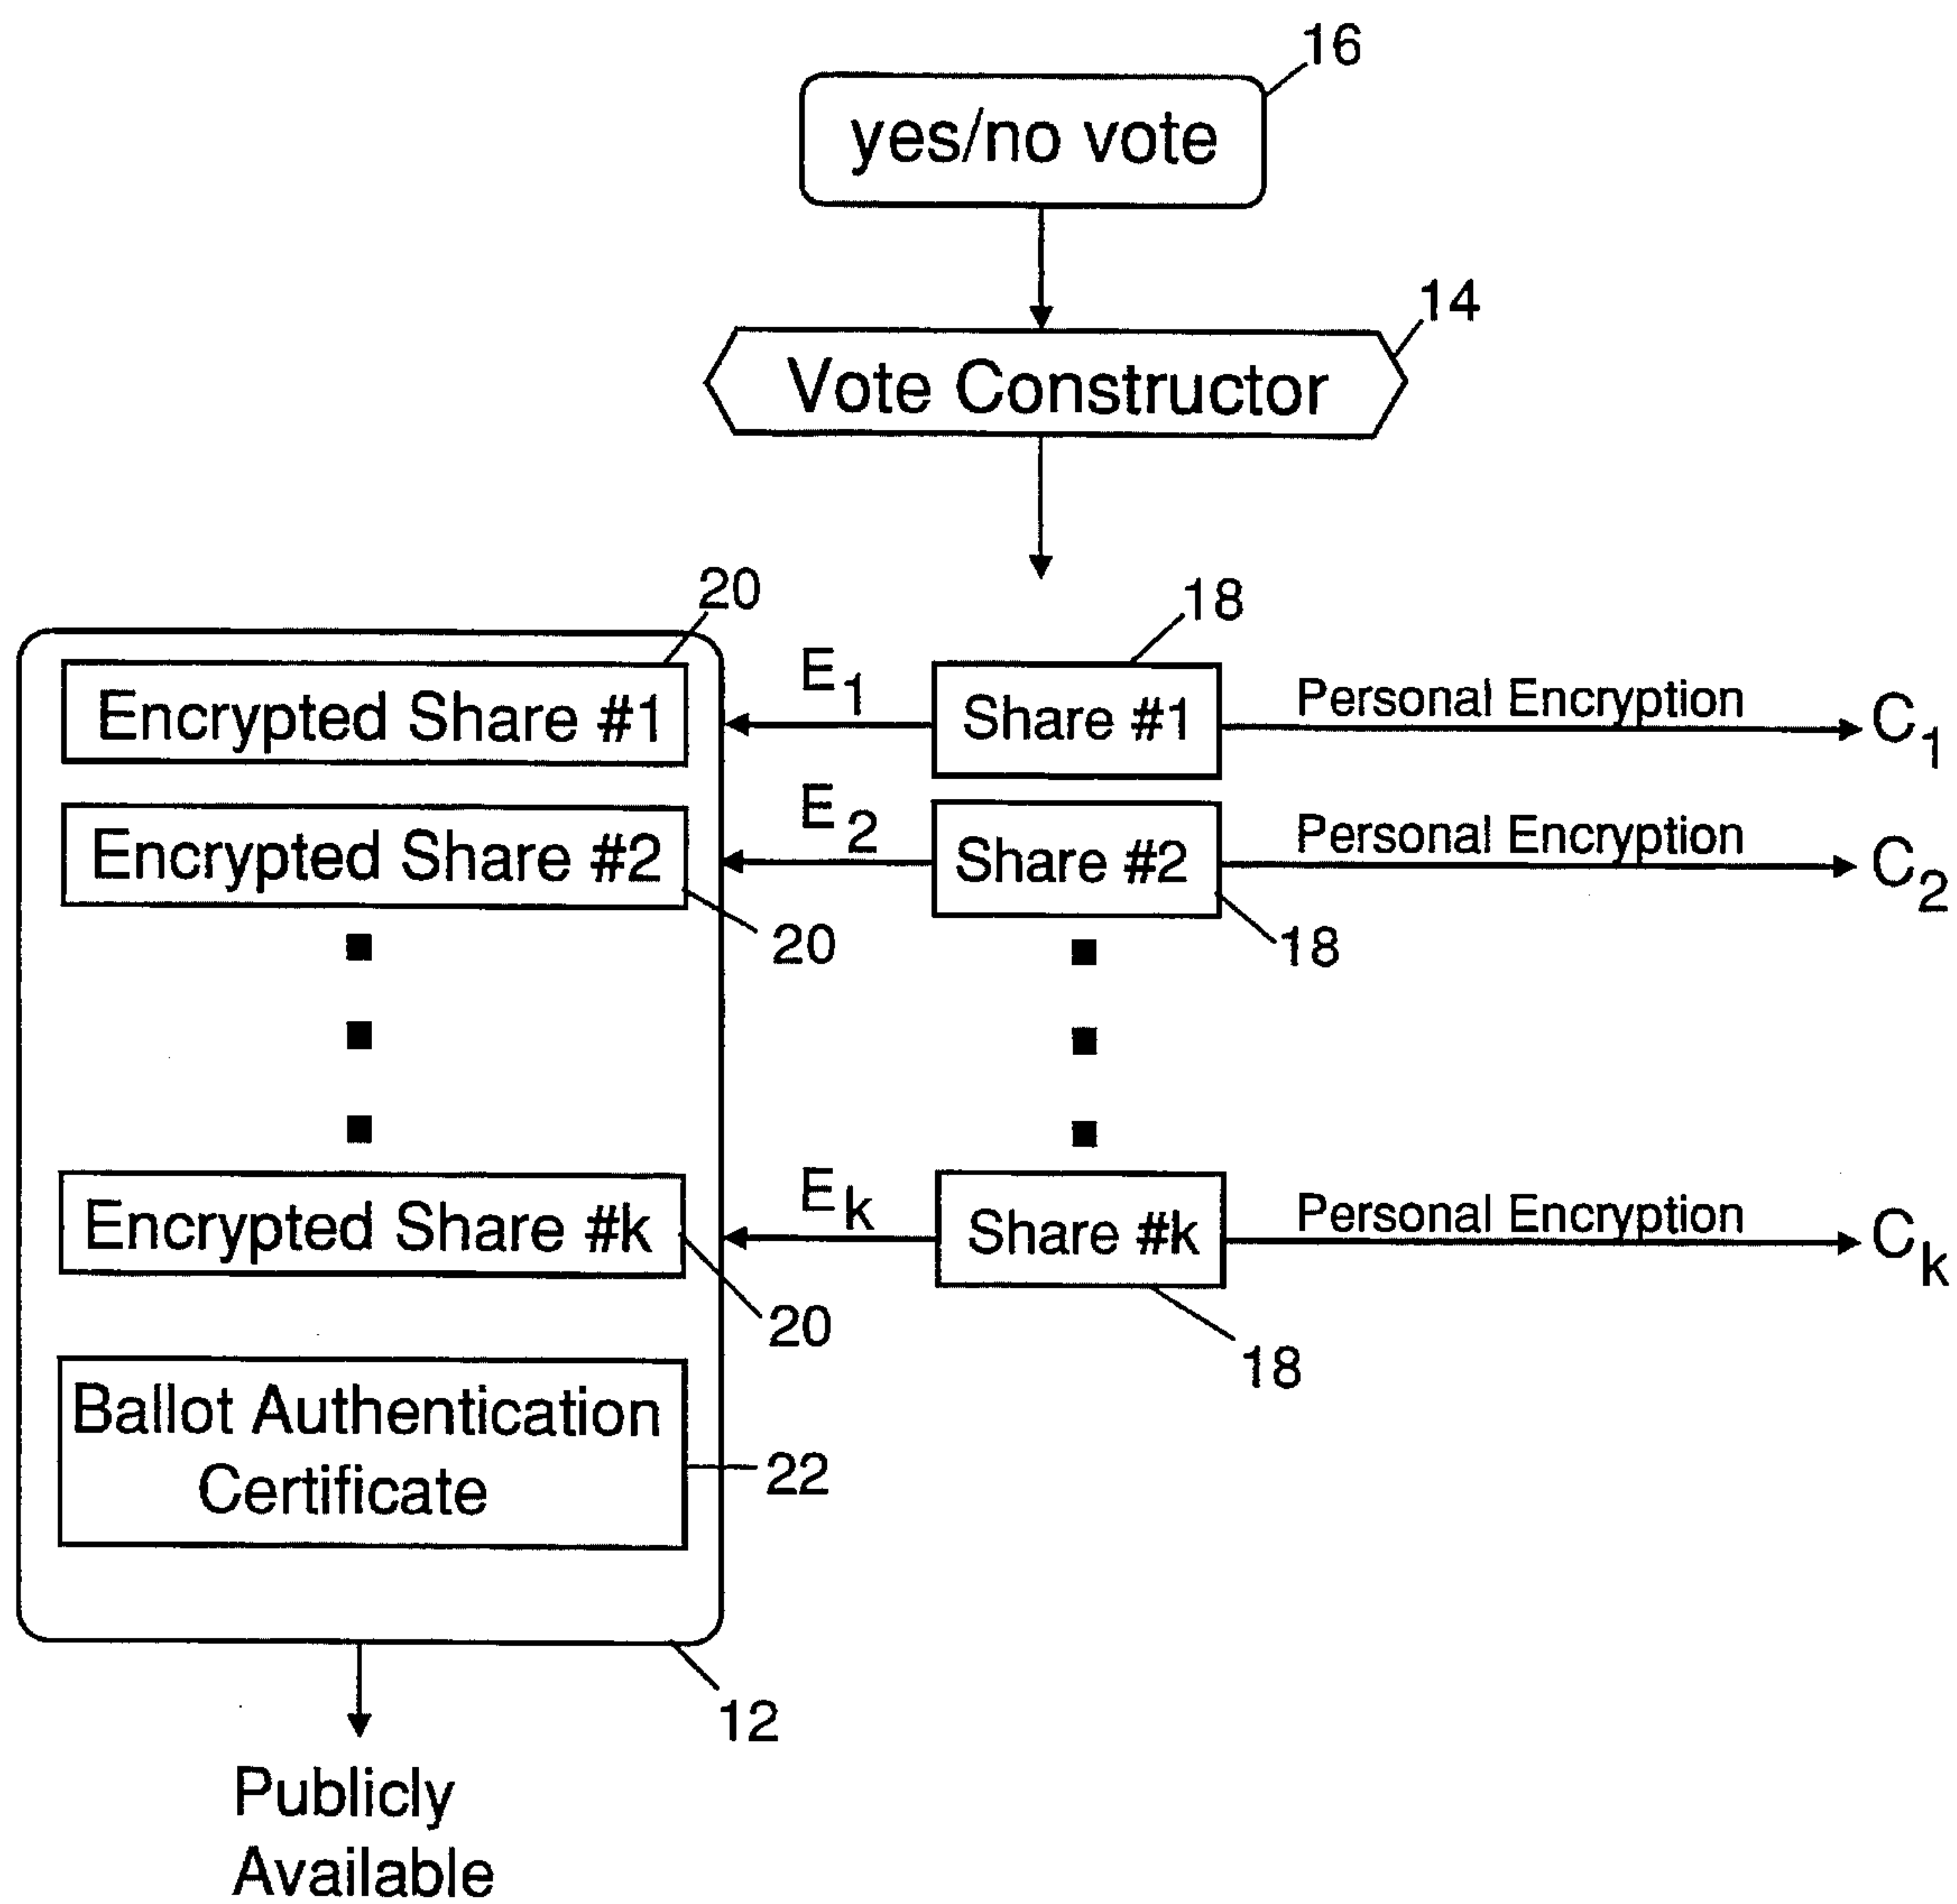 16
yes/no vote
14
Vote Constructor
20
18
E1
Personal Encryption
Encrypted Share #1
Share #1
C1
E2
Personal Encryption
Encrypted Share #2
Share #2
C2
20
18
Ek
Personal Encryption
Encrypted Share #k
Share #k
Ck
20
18
Ballot Authentication
Certificate
22
12
Publicly
Available